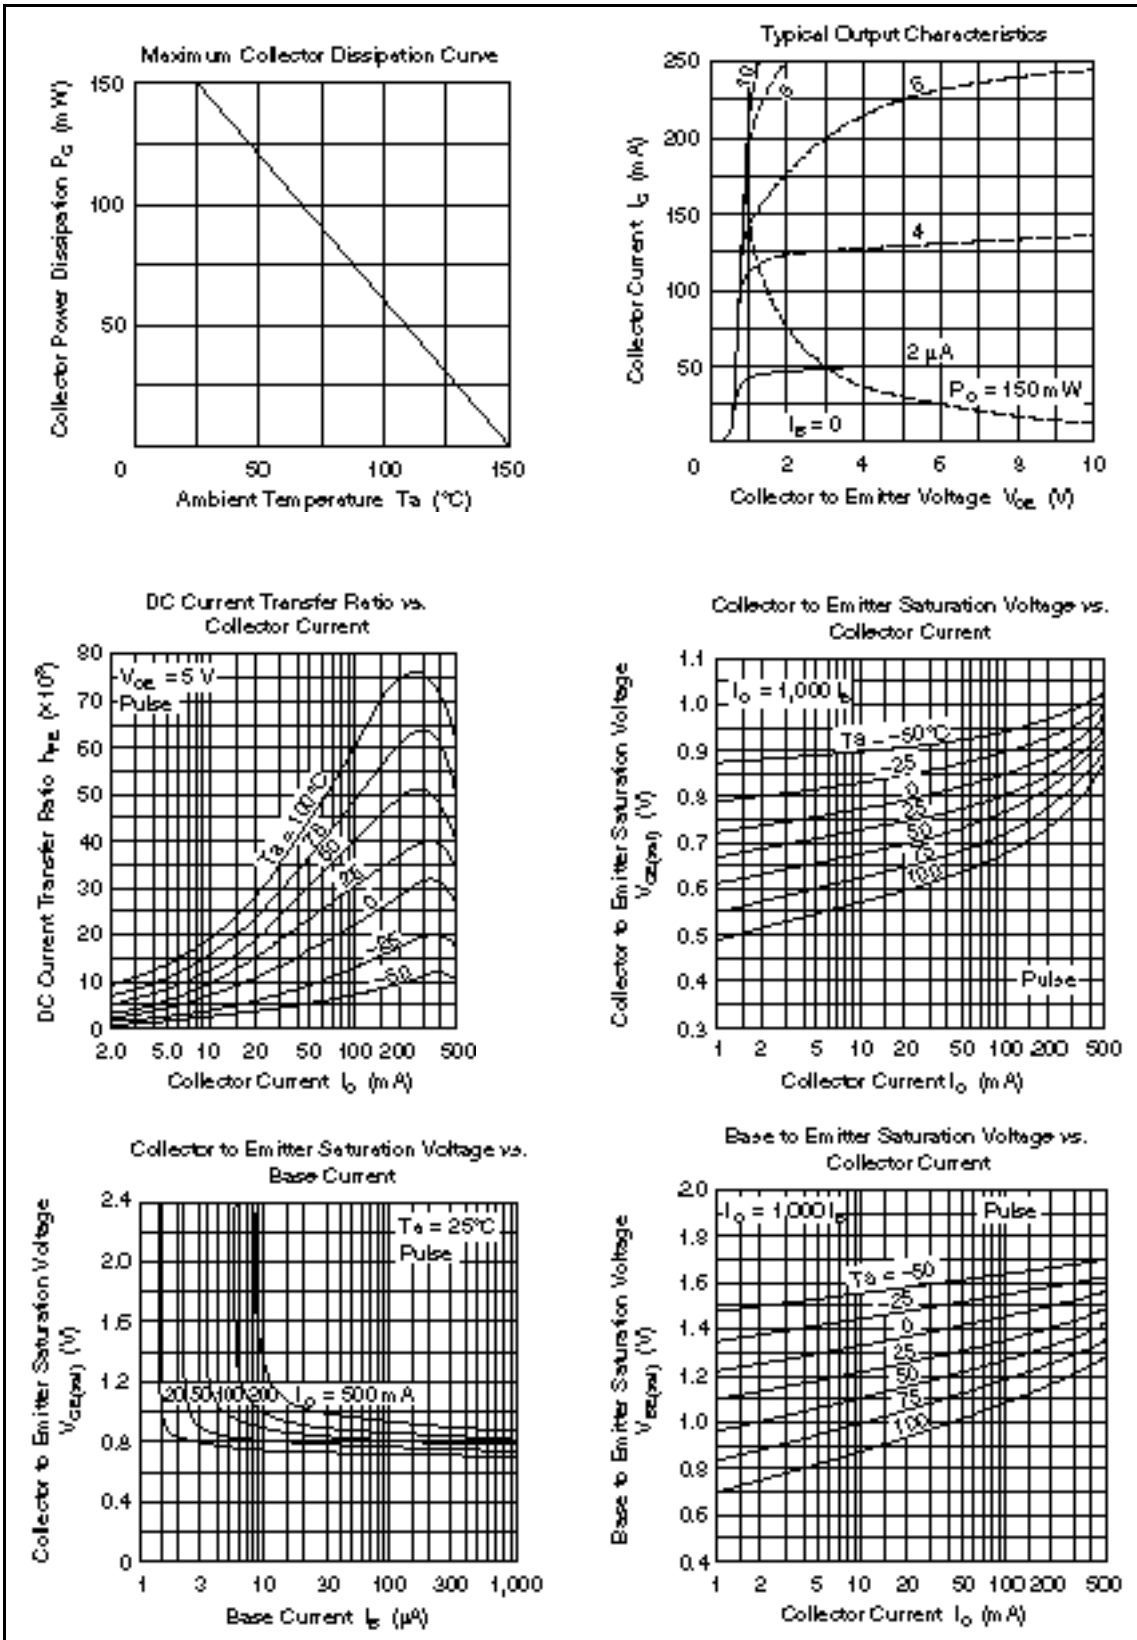 Maximum Collector Dissipation Curve
Collector Power Dissipation P_C (mW)
150
100
50
0
0 50 100 150
Ambient Temperature Ta (°C)
Typical Output Characteristics
Collector Current I_C (mA)
250
200
150
100
50
0
10
8
6
4
2 μA
P_C = 150 mW
I_B = 0
2 4 6 8 10
Collector to Emitter Voltage V_CE (V)
DC Current Transfer Ratio vs.
Collector Current
DC Current Transfer Ratio h_FE (×10³)
80
70
60
50
40
30
20
10
0
V_CE = 5 V
Pulse
Ta = 100°C
75
50
25
0
−25
−50
2.0 5.0 10 20 50 100 200 500
Collector Current I_C (mA)
Collector to Emitter Saturation Voltage vs.
Collector Current
Collector to Emitter Saturation Voltage
V_CE(sat) (V)
1.1
1.0
0.9
0.8
0.7
0.6
0.5
0.4
0.3
I_C = 1,000 I_B
Ta = −50°C
−25
0
25
50
75
100
Pulse
1 2 5 10 20 50 100 200 500
Collector Current I_C (mA)
Collector to Emitter Saturation Voltage vs.
Base Current
Collector to Emitter Saturation Voltage
V_CE(sat) (V)
2.4
2.0
1.6
1.2
0.8
0.4
0
Ta = 25°C
Pulse
20 50 100 200 I_C = 500 mA
1 3 10 30 100 300 1,000
Base Current I_B (μA)
Base to Emitter Saturation Voltage vs.
Collector Current
Base to Emitter Saturation Voltage
V_BE(sat) (V)
2.0
1.8
1.6
1.4
1.2
1.0
0.8
0.6
0.4
I_C = 1,000 I_B
Pulse
Ta = −50
−25
0
25
50
75
100
1 2 5 10 20 50 100 200 500
Collector Current I_C (mA)